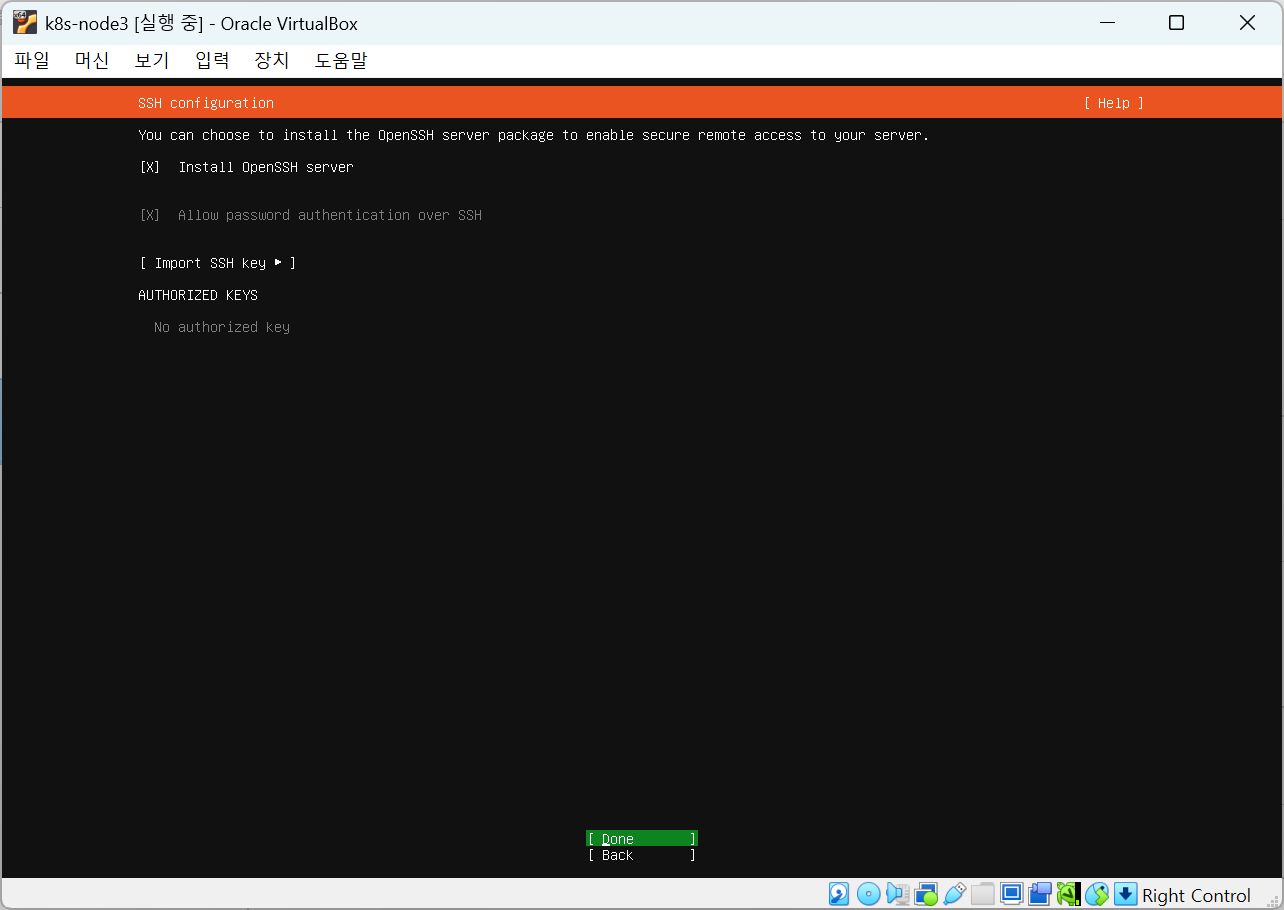 k8s-node3 [실행 중] - Oracle VirtualBox
파일 머신 보기 입력 장치 도움말
SSH configuration [ Help ]
You can choose to install the OpenSSH server package to enable secure remote access to your server.
[X] Install OpenSSH server
[X] Allow password authentication over SSH
[ Import SSH key ▸ ]
AUTHORIZED KEYS
No authorized key
[ Done ]
[ Back ]
Right Control